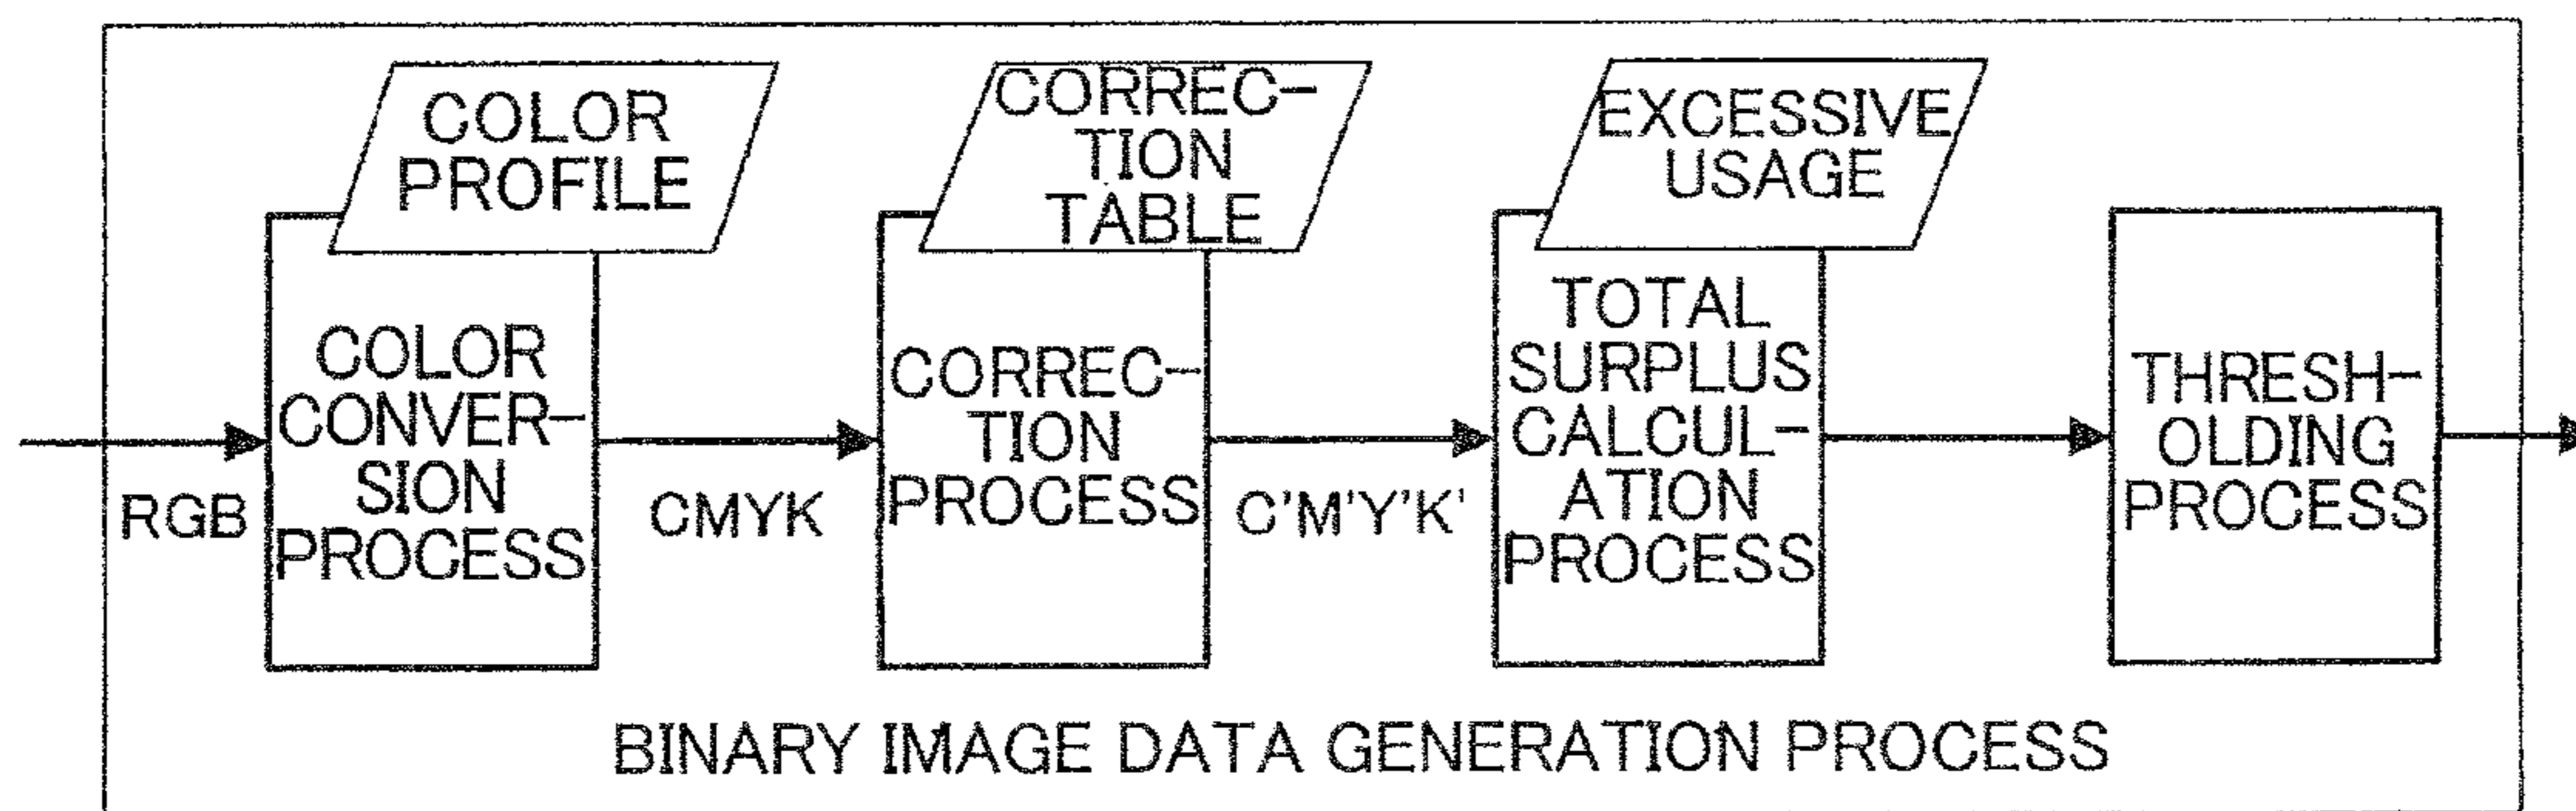 COLOR
PROFILE
CORREC-
TION
TABLE
EXCESSIVE
USAGE
COLOR
CONVER-
SION
PROCESS
CORREC-
TION
PROCESS
TOTAL
SURPLUS
CALCUL-
ATION
PROCESS
THRESH-
OLDING
PROCESS
RGB
CMYK
C'M'Y'K'
BINARY IMAGE DATA GENERATION PROCESS